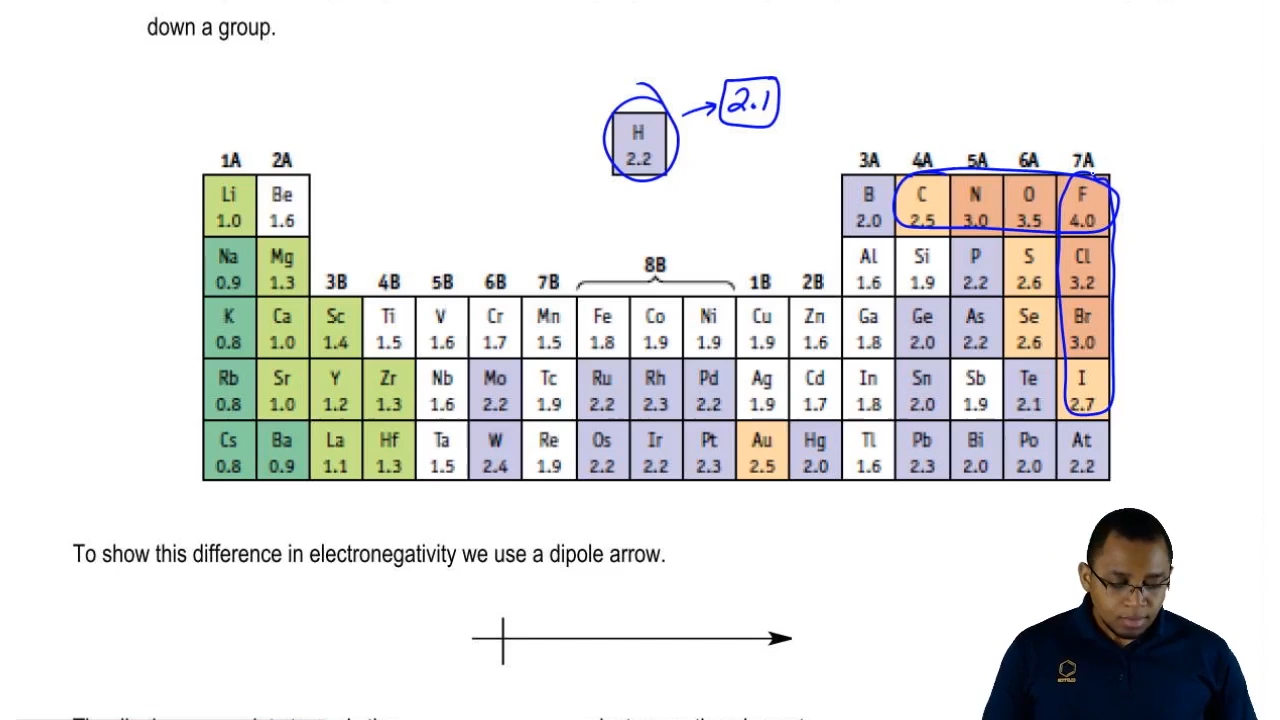 down a group.
2.1
H
2.2
1A 2A 3A 4A 5A 6A 7A
Li Be B C N O F
1.0 1.6 2.0 2.5 3.0 3.5 4.0
Na Mg Al Si P S Cl
0.9 1.3 3B 4B 5B 6B 7B 8B 1B 2B 1.6 1.9 2.2 2.6 3.2
K Ca Sc Ti V Cr Mn Fe Co Ni Cu Zn Ga Ge As Se Br
0.8 1.0 1.4 1.5 1.6 1.7 1.5 1.8 1.9 1.9 1.9 1.6 1.8 2.0 2.2 2.6 3.0
Rb Sr Y Zr Nb Mo Tc Ru Rh Pd Ag Cd In Sn Sb Te I
0.8 1.0 1.2 1.3 1.6 2.2 1.9 2.2 2.3 2.2 1.9 1.7 1.8 2.0 1.9 2.1 2.7
Cs Ba La Hf Ta W Re Os Ir Pt Au Hg Tl Pb Bi Po At
0.8 0.9 1.1 1.3 1.5 2.4 1.9 2.2 2.2 2.3 2.5 2.0 1.6 2.3 2.0 2.0 2.2
To show this difference in electronegativity we use a dipole arrow.